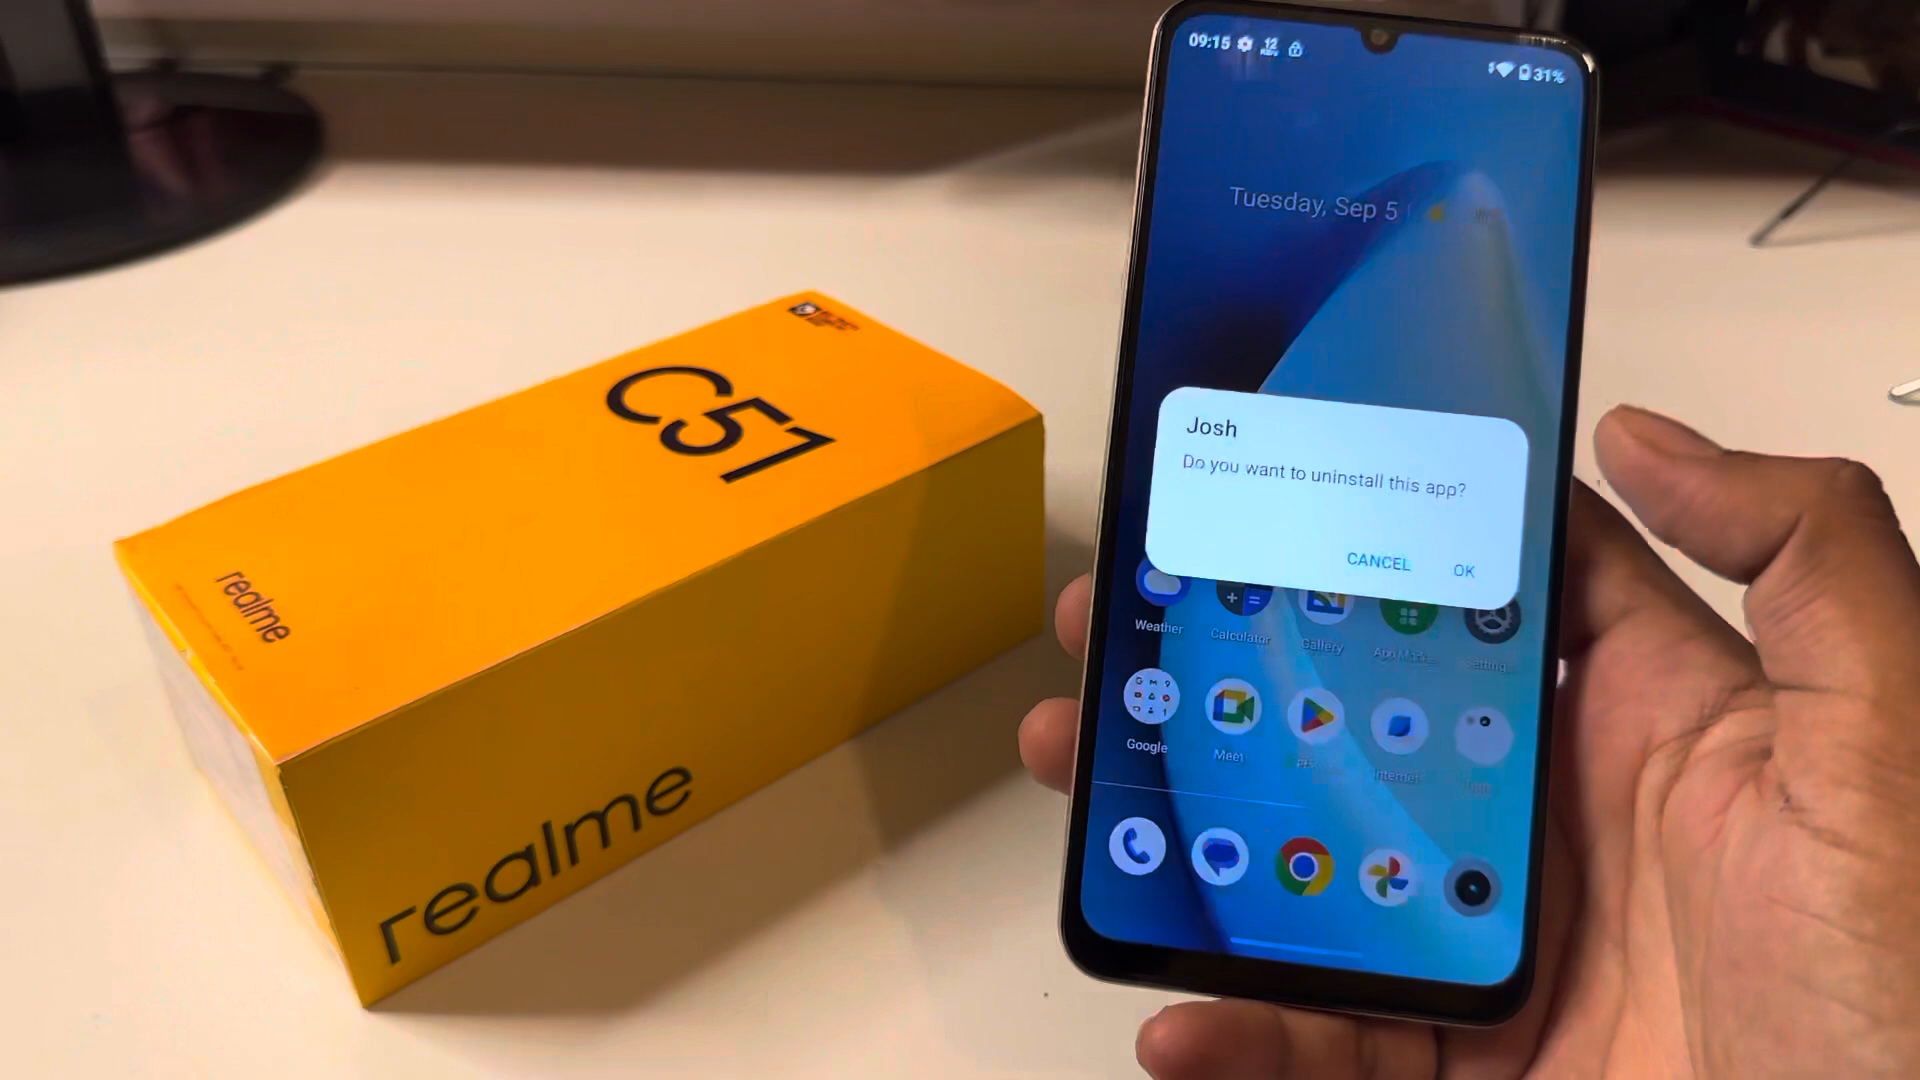 C51
realme
realme
09:15
31%
Tuesday, Sep 5
Josh
Do you want to uninstall this app?
CANCEL OK
Weather Calculator Gallery
Google Meet Internet